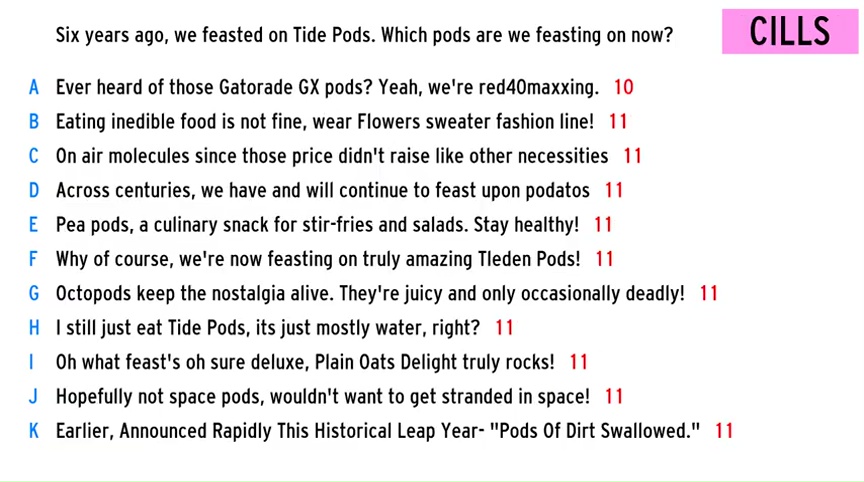 Six years ago, we feasted on Tide Pods. Which pods are we feasting on now?
CILLS
A Ever heard of those Gatorade GX pods? Yeah, we're red40maxxing. 10
B Eating inedible food is not fine, wear Flowers sweater fashion line! 11
C On air molecules since those price didn't raise like other necessities 11
D Across centuries, we have and will continue to feast upon podatos 11
E Pea pods, a culinary snack for stir-fries and salads. Stay healthy! 11
F Why of course, we're now feasting on truly amazing Tleden Pods! 11
G Octopods keep the nostalgia alive. They're juicy and only occasionally deadly! 11
H I still just eat Tide Pods, its just mostly water, right? 11
I Oh what feast's oh sure deluxe, Plain Oats Delight truly rocks! 11
J Hopefully not space pods, wouldn't want to get stranded in space! 11
K Earlier, Announced Rapidly This Historical Leap Year- "Pods Of Dirt Swallowed." 11